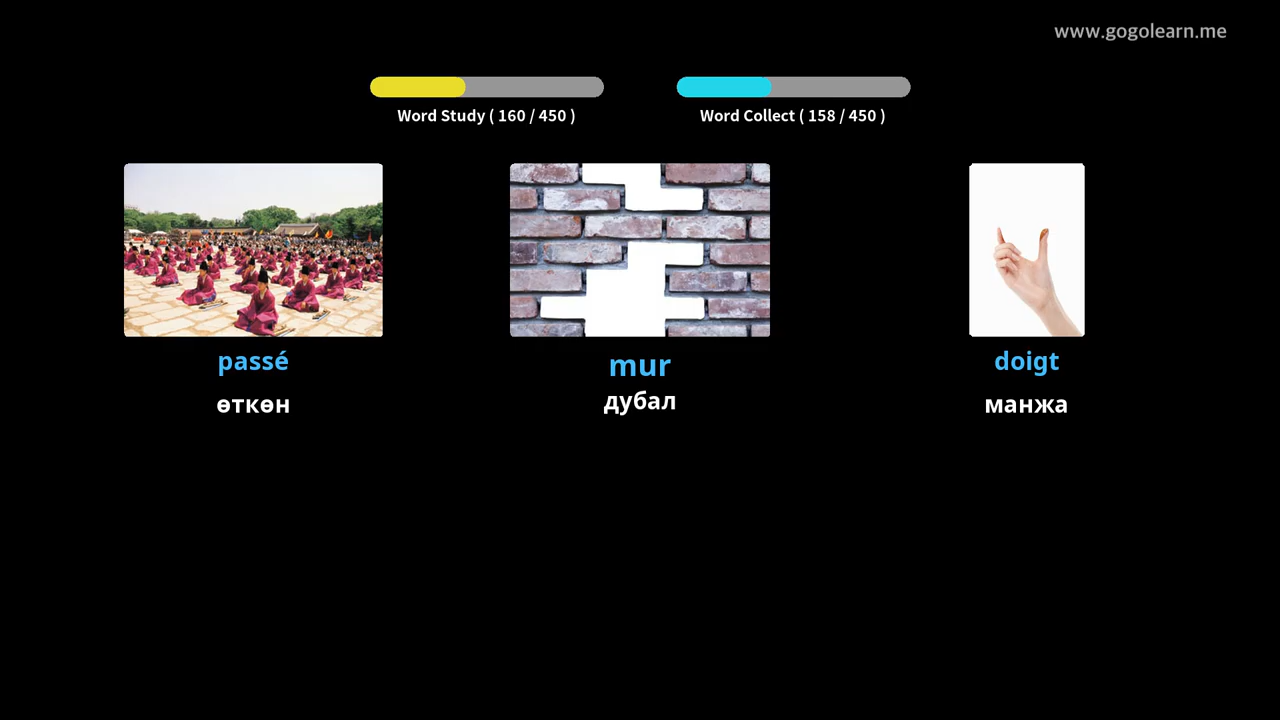 www.gogolearn.me
Word Study ( 160 / 450 )
Word Collect ( 158 / 450 )
passé
өткөн
mur
дубал
doigt
манжа